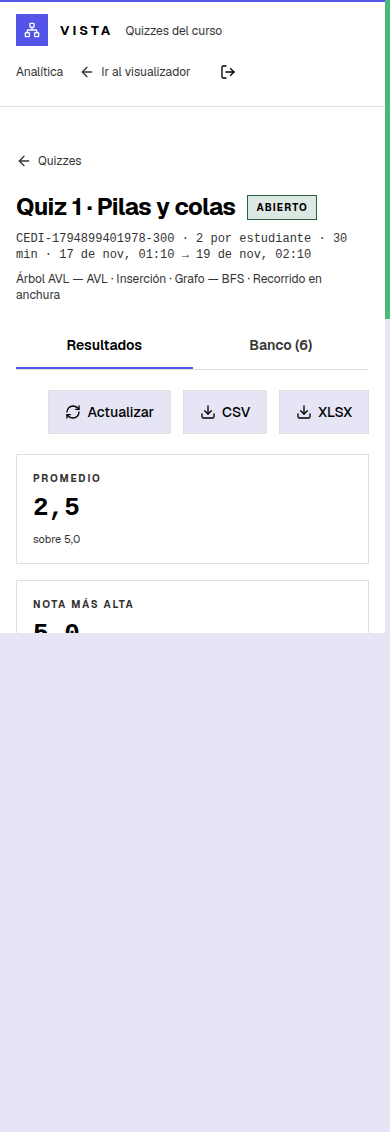 VISTA Quizzes del curso
Analítica ← Ir al visualizador
← Quizzes
Quiz 1 · Pilas y colas ABIERTO
CEDI-1794899401978-300 · 2 por estudiante · 30
min · 17 de nov, 01:10 → 19 de nov, 02:10
Árbol AVL — AVL · Inserción · Grafo — BFS · Recorrido en
anchura
Resultados Banco (6)
Actualizar CSV XLSX
PROMEDIO
2,5
sobre 5,0
NOTA MÁS ALTA
5,0